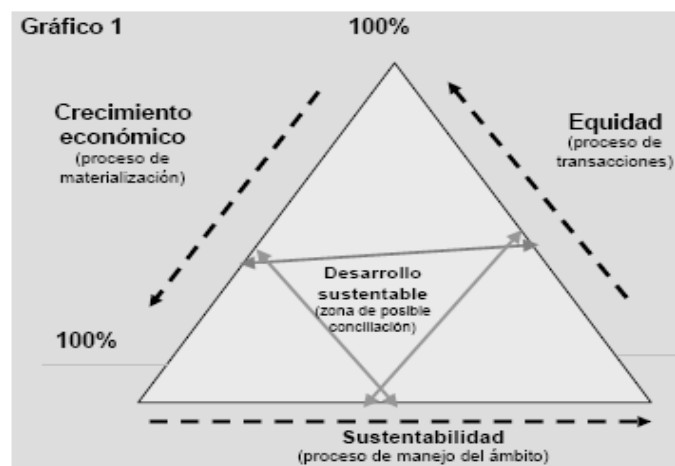 Gráfico 1
100%
Crecimiento
económico
(proceso de
materialización)
Equidad
(proceso de
transacciones)
Desarrollo
sustentable
(zona de posible
conciliación)
100%
Sustentabilidad
(proceso de manejo del ámbito)